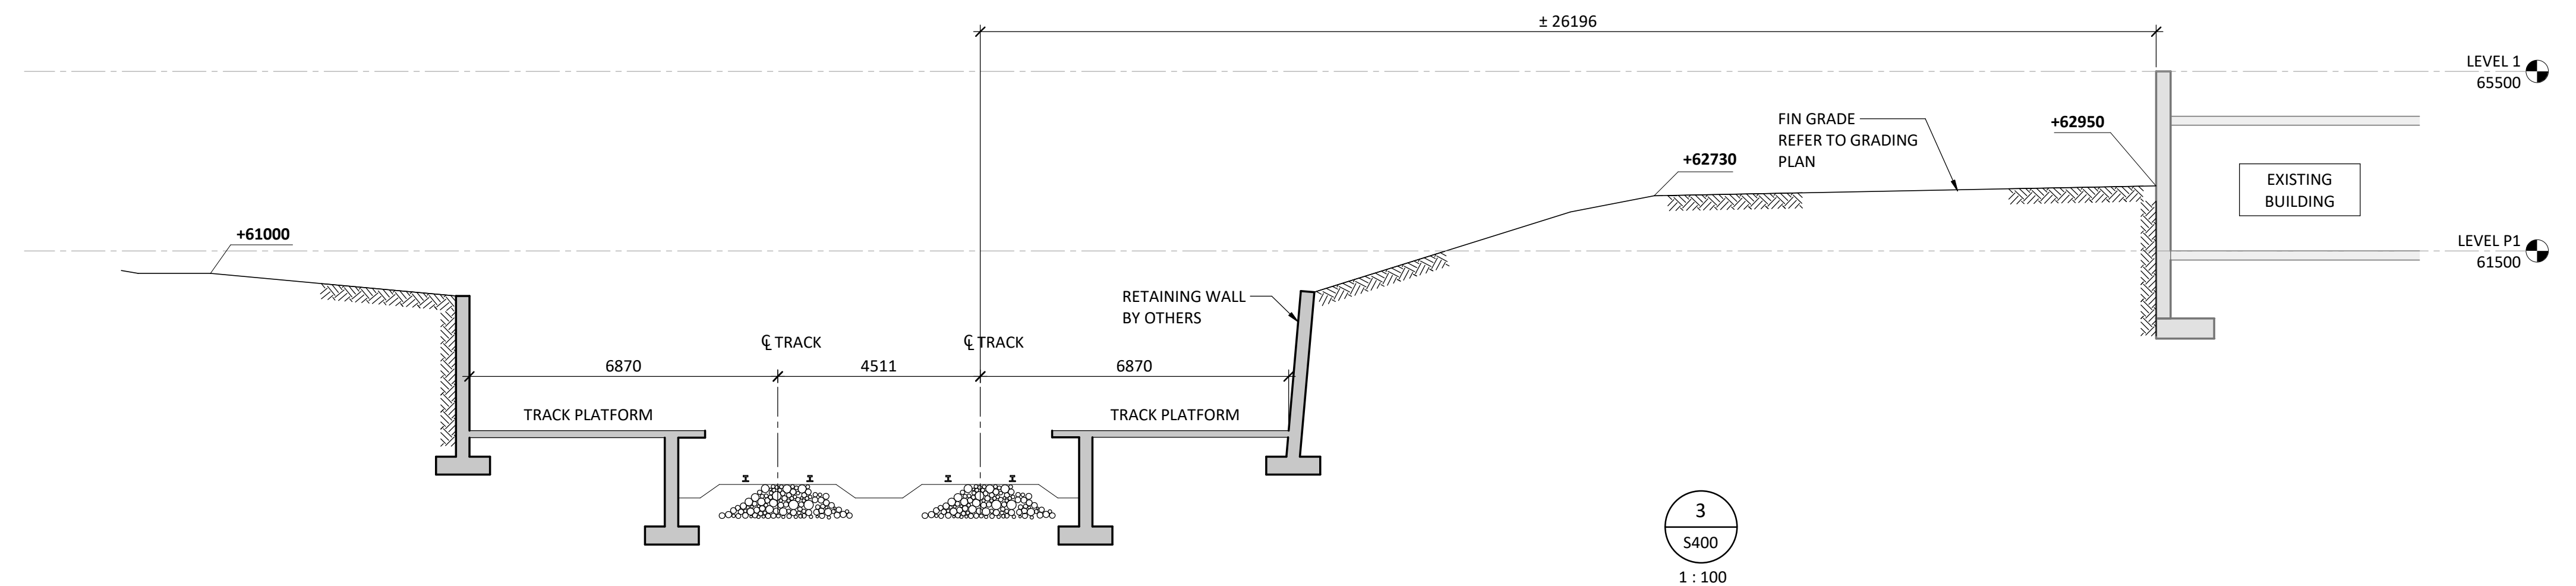 ± 26196
LEVEL 1
65500
FIN GRADE
REFER TO GRADING
PLAN
+62950
+62730
EXISTING
BUILDING
+61000
LEVEL P1
61500
RETAINING WALL
BY OTHERS
℄ TRACK
℄ TRACK
6870
4511
6870
TRACK PLATFORM
TRACK PLATFORM
3
S400
1 : 100